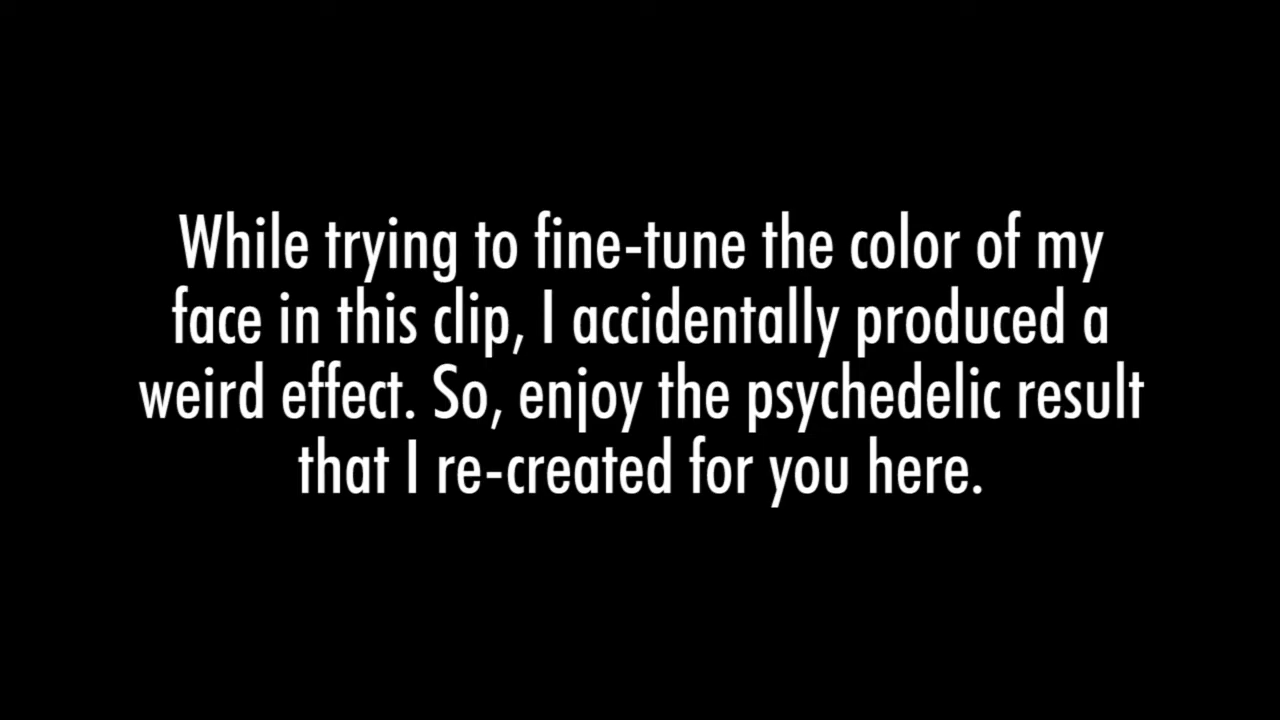 While trying to fine-tune the color of my
face in this clip, I accidentally produced a
weird effect. So, enjoy the psychedelic result
that I re-created for you here.